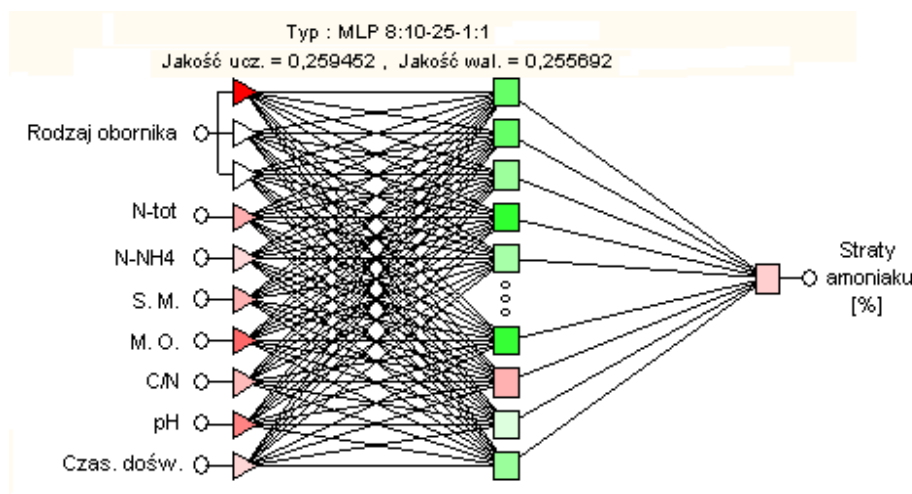 Typ : MLP 8:10-25-1:1
Jakość ucz. = 0,259452 , Jakość wal. = 0,255692
Rodzaj obornika
N-tot
N-NH4
S. M.
M. O.
C/N
pH
Czas. dośw.
Straty
amoniaku
[%]